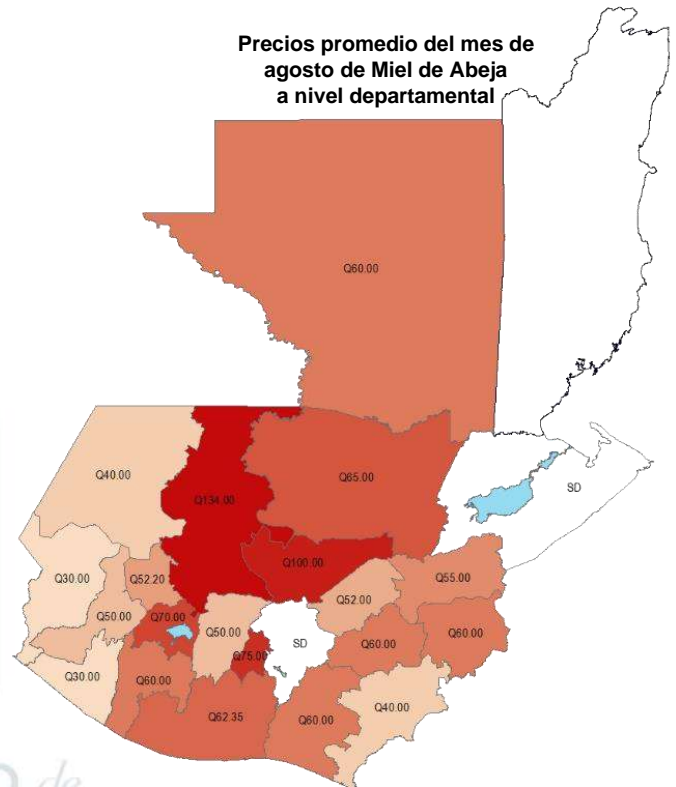 Precios promedio del mes de
agosto de Miel de Abeja
a nivel departamental
Q60.00
Q40.00
Q134.00
Q65.00
SD
Q30.00
Q52.20
Q100.00
Q55.00
Q50.00
Q70.00
Q50.00
Q52.00
Q75.00
SD
Q60.00
Q60.00
Q30.00
Q60.00
Q62.35
Q60.00
Q40.00
de